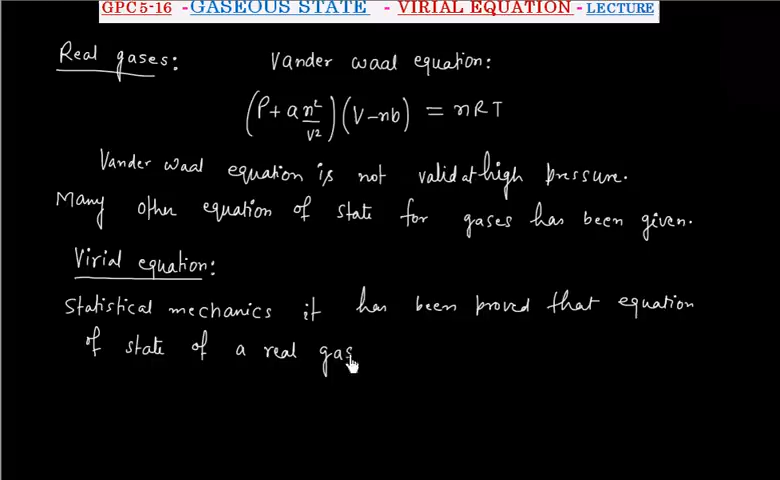 GPC5-16 -GASEOUS STATE - VIRIAL EQUATION - LECTURE
Real gases: Vander waal equation:
(P + a n²/V²) (V-nb) = nRT
Vander waal equation is not valid at high pressure.
Many other equation of state for gases has been given.
Virial equation:
Statistical mechanics it has been proved that equation
of state of a real gas